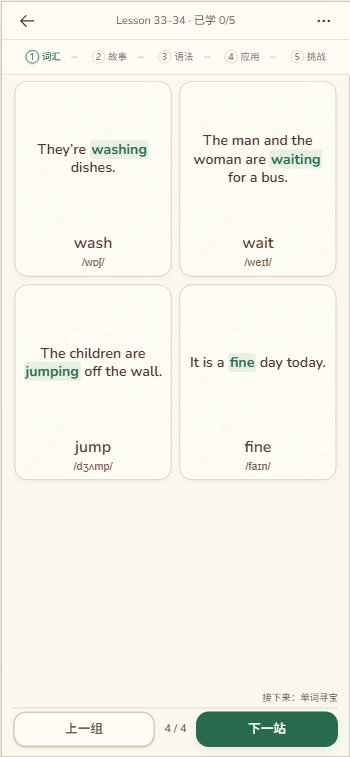 Lesson 33–34 · 已学 0/5
1 词汇 – 2 故事 – 3 语法 – 4 应用 – 5 挑战
They're washing
dishes.
wash
/wɒʃ/
The man and the
woman are waiting
for a bus.
wait
/weɪt/
The children are
jumping off the wall.
jump
/dʒʌmp/
It is a fine day today.
fine
/faɪn/
接下来：单词寻宝
上一组
4 / 4
下一站